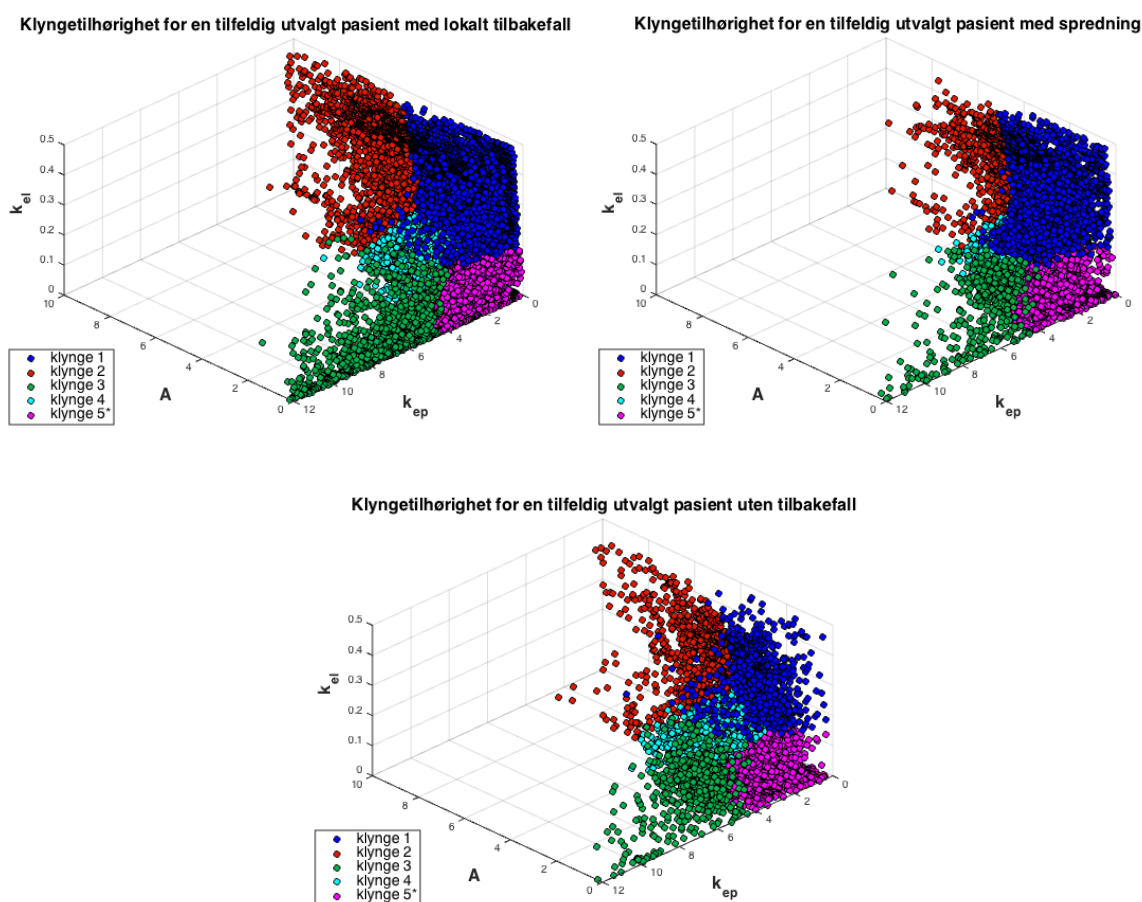 Klyngetilhørighet for en tilfeldig utvalgt pasient med lokalt tilbakefall
0.5
0.4
0.3
0.2
0.1
0
k_el
10
8
6
4
2
0
A
12
10
8
6
4
2
0
k_ep
klynge 1
klynge 2
klynge 3
klynge 4
klynge 5*
Klyngetilhørighet for en tilfeldig utvalgt pasient med spredning
0.5
0.4
0.3
0.2
0.1
0
k_el
10
8
6
4
2
0
A
12
10
8
6
4
2
0
k_ep
klynge 1
klynge 2
klynge 3
klynge 4
klynge 5*
Klyngetilhørighet for en tilfeldig utvalgt pasient uten tilbakefall
0.5
0.4
0.3
0.2
0.1
0
k_el
10
8
6
4
2
0
A
12
10
8
6
4
2
0
k_ep
klynge 1
klynge 2
klynge 3
klynge 4
klynge 5*